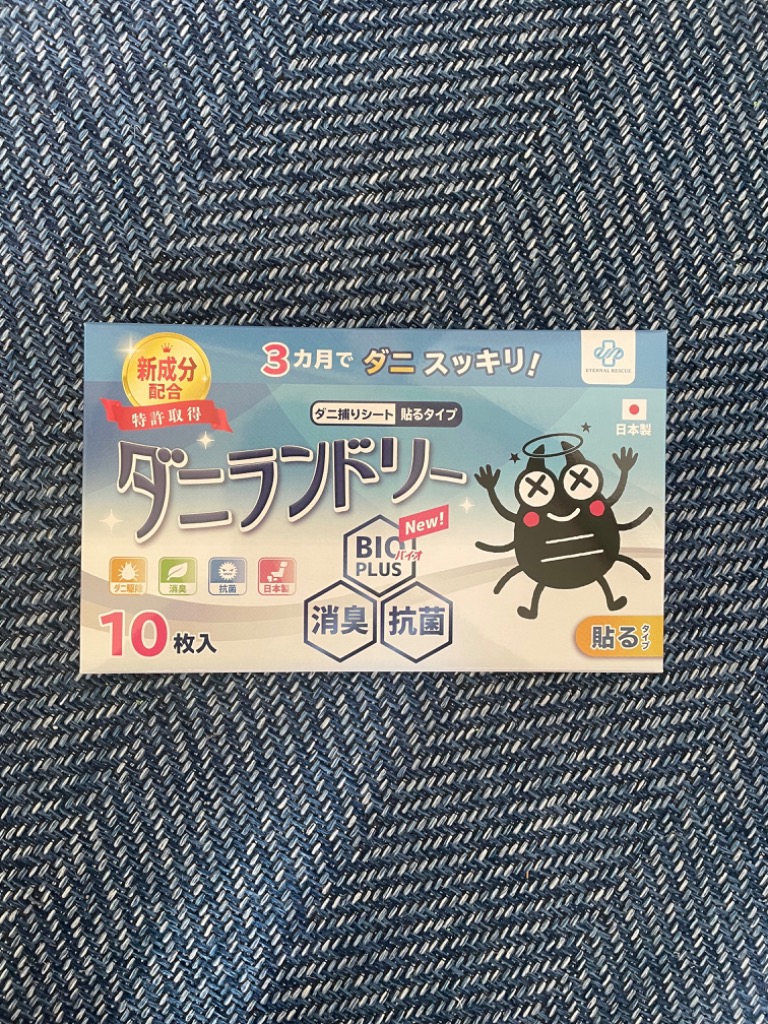 新成分
配合
特許取得
3カ月でダニスッキリ!
ETERNAL RESCUE
日本製
ダニ捕りシート 貼るタイプ
ダニランドリー
New!
BIO
バイオ
PLUS
ダニ駆除
消臭
抗菌
日本製
消臭
抗菌
10枚入
貼るタイプ